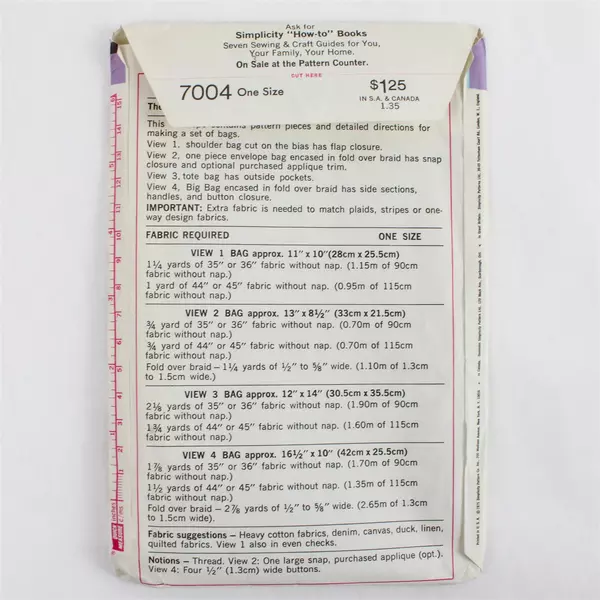 Ask for
Simplicity "How-to" Books
Seven Sewing & Craft Guides for You,
Your Family, Your Home.
On Sale at the Pattern Counter.
CUT HERE
7004 One Size
$1.25
IN S.A. & CANADA
1.35
This pattern pieces and detailed directions for
making a set of bags.
View 1, shoulder bag cut on the bias has flap closure.
View 2, one piece envelope bag encased in fold over braid has snap
closure and optional purchased applique trim.
View 3, tote bag has outside pockets.
View 4, Big Bag encased in fold over braid has side sections,
handles, and button closure.
IMPORTANT: Extra fabric is needed to match plaids, stripes or one-
way design fabrics.
FABRIC REQUIRED ONE SIZE
VIEW 1 BAG approx. 11" x 10"(28cm x 25.5cm)
1¼ yards of 35" or 36" fabric without nap. (1.15m of 90cm
fabric without nap.)
1 yard of 44" or 45" fabric without nap. (0.95m of 115cm
fabric without nap.)
VIEW 2 BAG approx. 13" x 8½" (33cm x 21.5cm)
¾ yard of 35" or 36" fabric without nap. (0.70m of 90cm
fabric without nap.)
¾ yard of 44" or 45" fabric without nap. (0.70m of 115cm
fabric without nap.)
Fold over braid – 1¼ yards of ½" to ⅝" wide. (1.10m of 1.3cm
to 1.5cm wide.)
VIEW 3 BAG approx. 12" x 14" (30.5cm x 35.5cm)
2⅛ yards of 35" or 36" fabric without nap. (1.90m of 90cm
fabric without nap.)
1¾ yards of 44" or 45" fabric without nap. (1.60m of 115cm
fabric without nap.)
VIEW 4 BAG approx. 16½" x 10" (42cm x 25.5cm)
1⅞ yards of 35" or 36" fabric without nap. (1.70m of 90cm
fabric without nap.)
1½ yards of 44" or 45" fabric without nap. (1.35m of 115cm
fabric without nap.)
Fold over braid – 2⅞ yards of ½" to ⅝" wide. (2.65m of 1.3cm
to 1.5cm wide).
Fabric suggestions – Heavy cotton fabrics, denim, canvas, duck, linen,
quilted fabrics. View 1 also in even checks.
Notions – Thread. View 2: One large snap, purchased applique (opt.).
View 4: Four ½" (1.3cm) wide buttons.